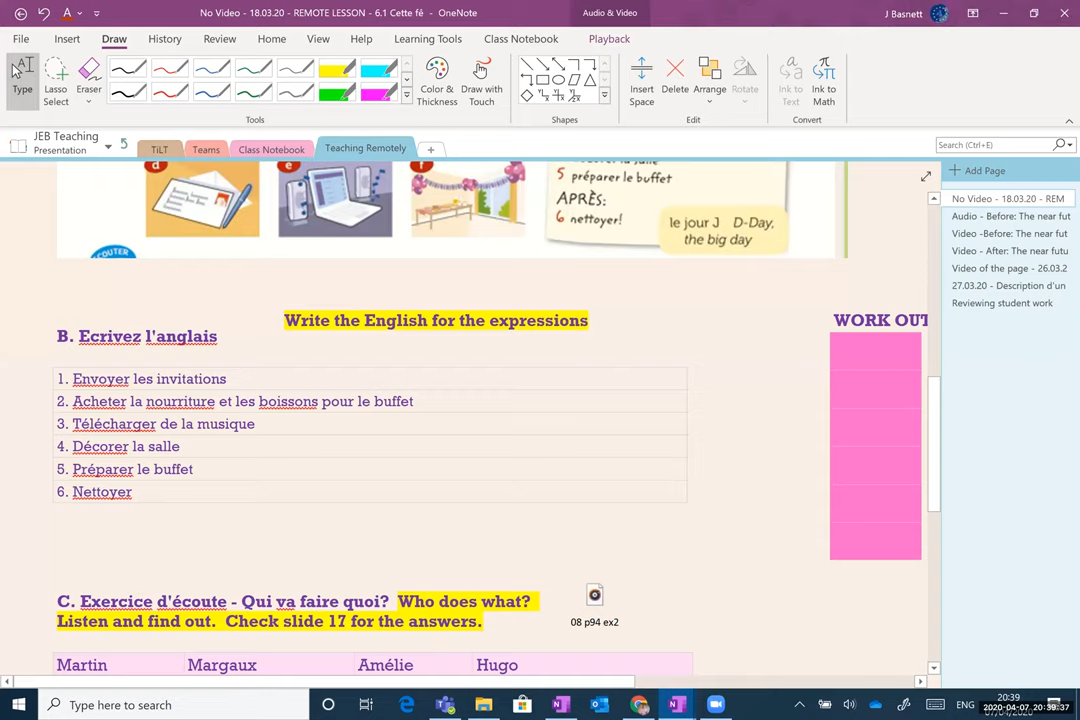 No Video - 18.03.20 - REMOTE LESSON - 6.1 Cette fê - OneNote
Audio & Video
J Basnett
File
Insert
Draw
History
Review
Home
View
Help
Learning Tools
Class Notebook
Playback
Type
Lasso
Select
Eraser
Color &
Thickness
Draw with
Touch
Insert
Space
Delete
Arrange
Rotate
Ink to
Text
Ink to
Math
Tools
Shapes
Edit
Convert
JEB Teaching
Presentation
TiLT
Teams
Class Notebook
Teaching Remotely
Search (Ctrl+E)
Add Page
No Video - 18.03.20 - REM
Audio - Before: The near fut
Video -Before: The near fut
Video - After: The near futu
Video of the page - 26.03.2
27.03.20 - Description d'un
Reviewing student work
d
e
f
5 préparer le buffet
APRÈS:
6 nettoyer!
le jour J D-Day,
the big day
ECOUTER
Write the English for the expressions
WORK OUT
B. Ecrivez l'anglais
1. Envoyer les invitations
2. Acheter la nourriture et les boissons pour le buffet
3. Télécharger de la musique
4. Décorer la salle
5. Préparer le buffet
6. Nettoyer
C. Exercice d'écoute - Qui va faire quoi? Who does what?
Listen and find out. Check slide 17 for the answers.
08 p94 ex2
Martin
Margaux
Amélie
Hugo
Type here to search
ENG
20:39
2020-04-07 20:39:37